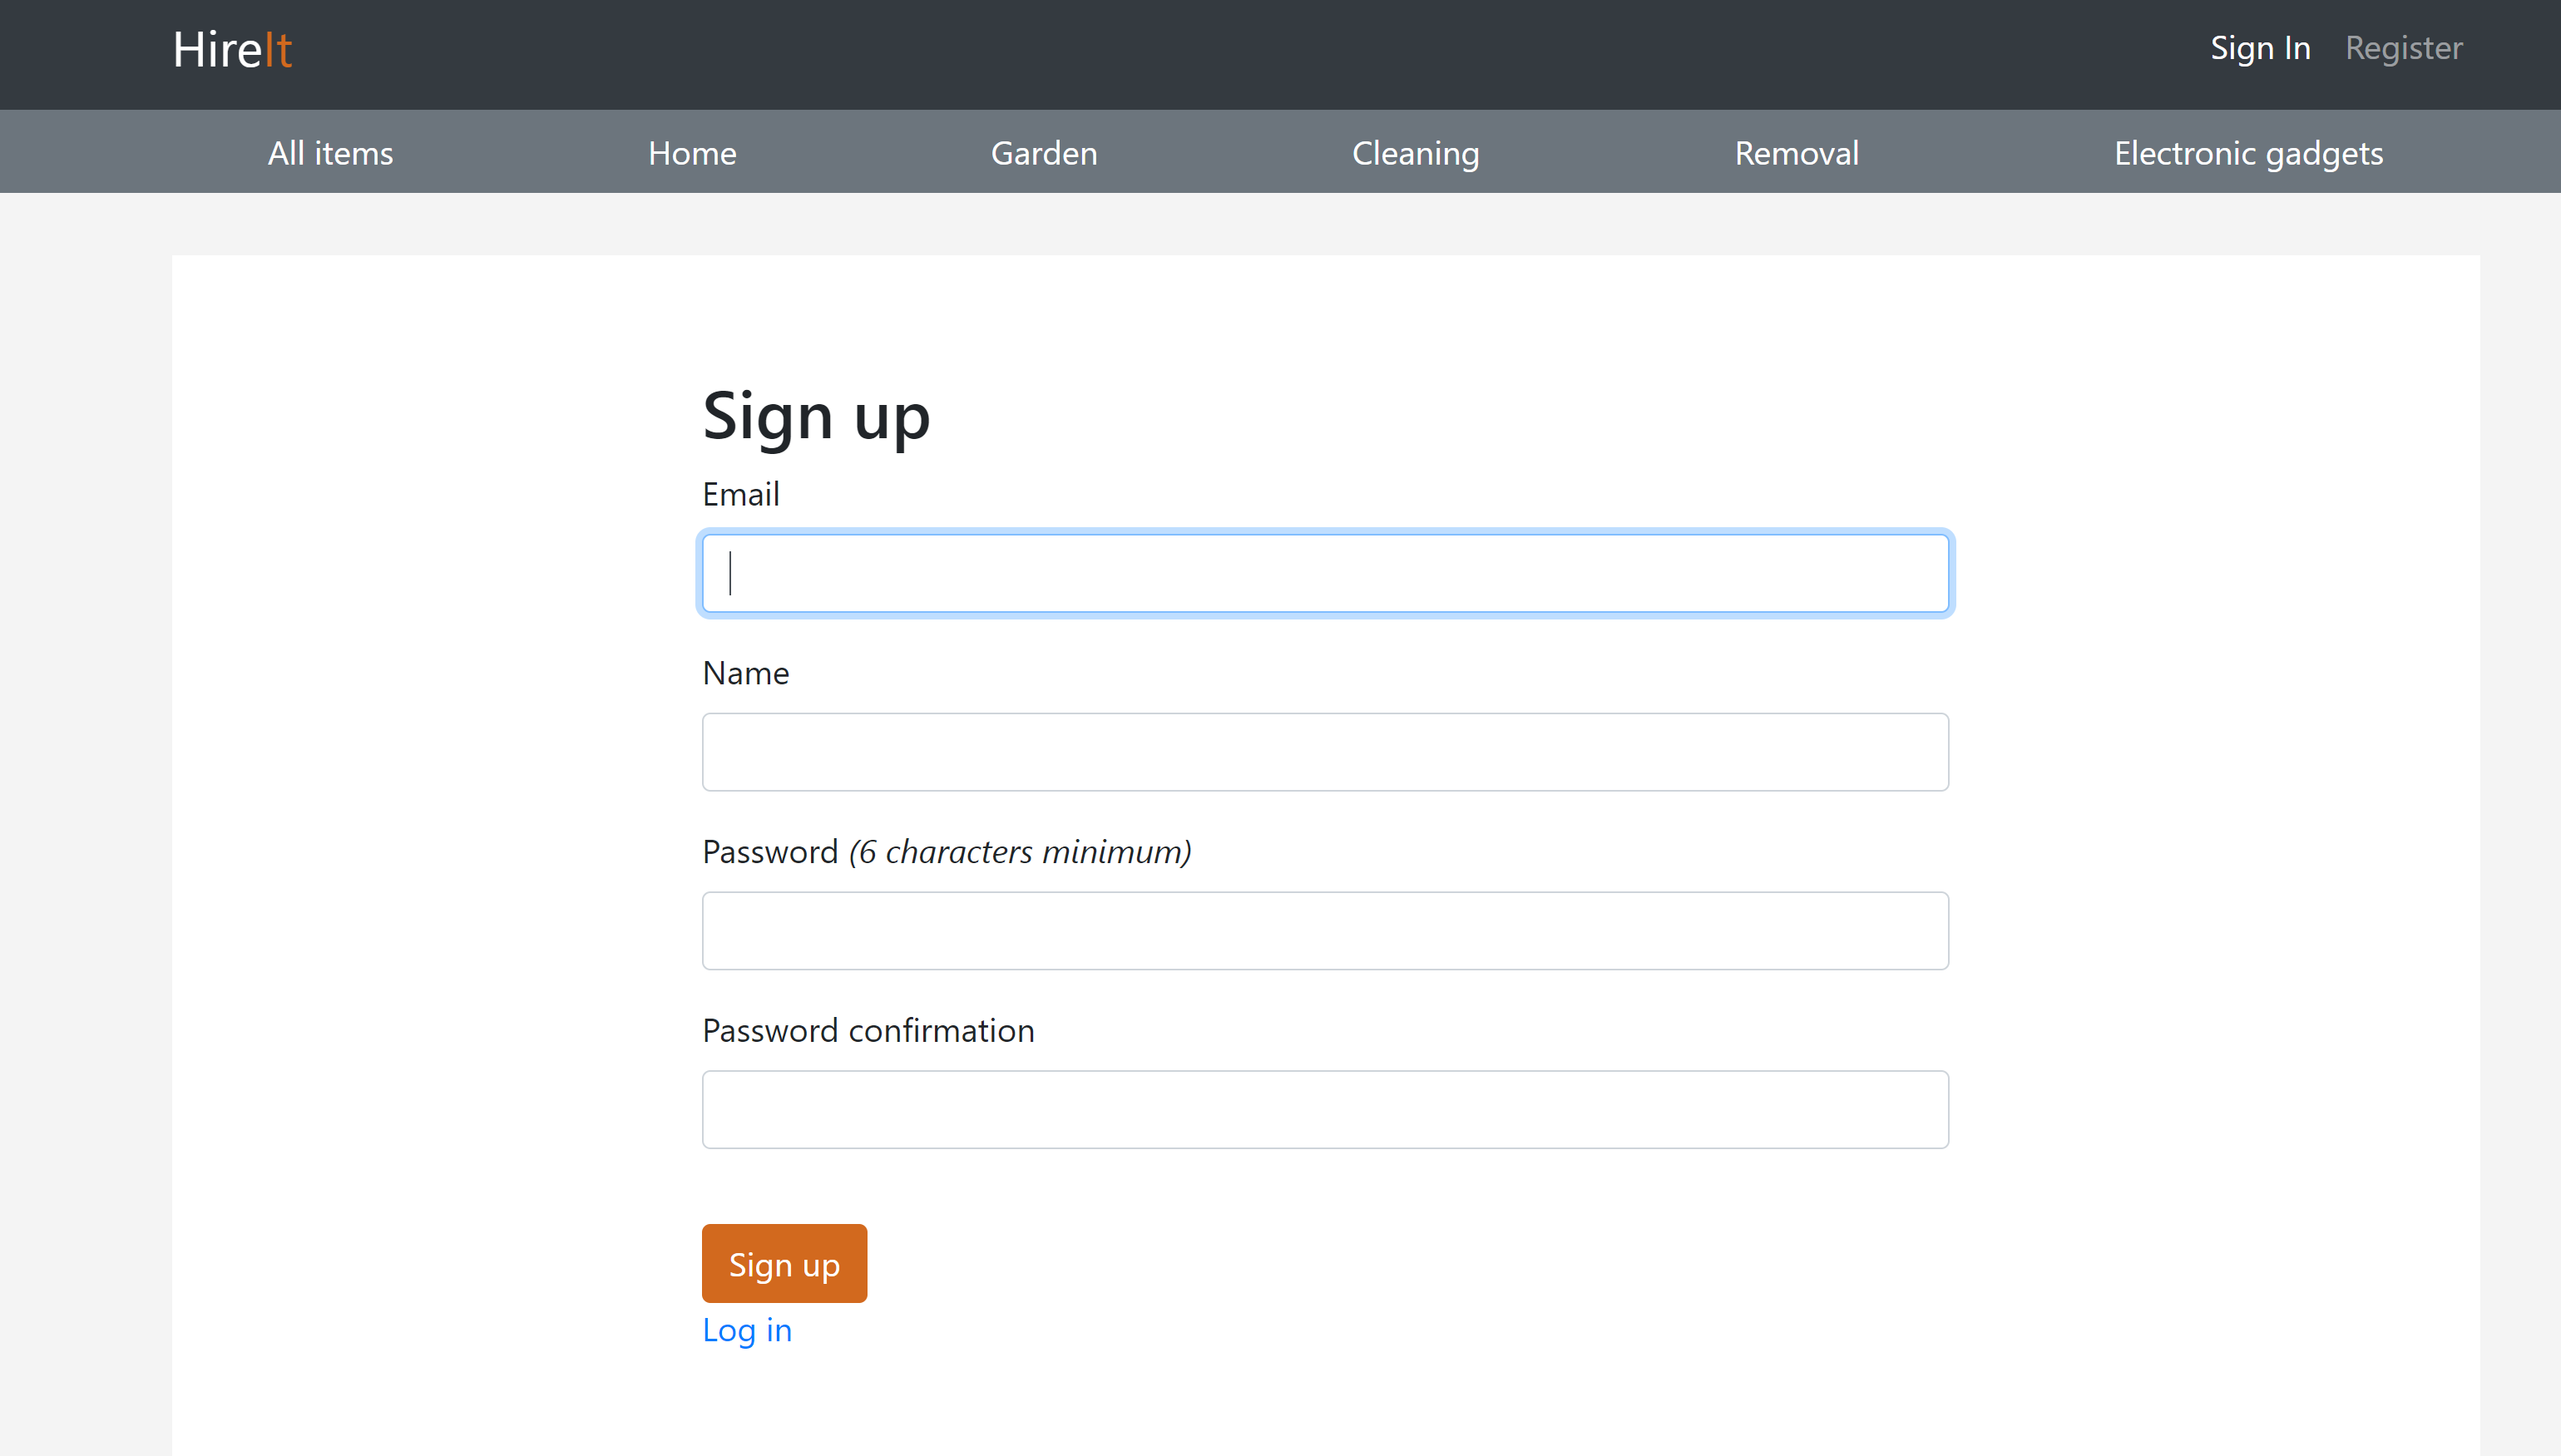 HireIt Sign In Register
All items Home Garden Cleaning Removal Electronic gadgets
Sign up
Email
Name
Password (6 characters minimum)
Password confirmation
Sign up
Log in